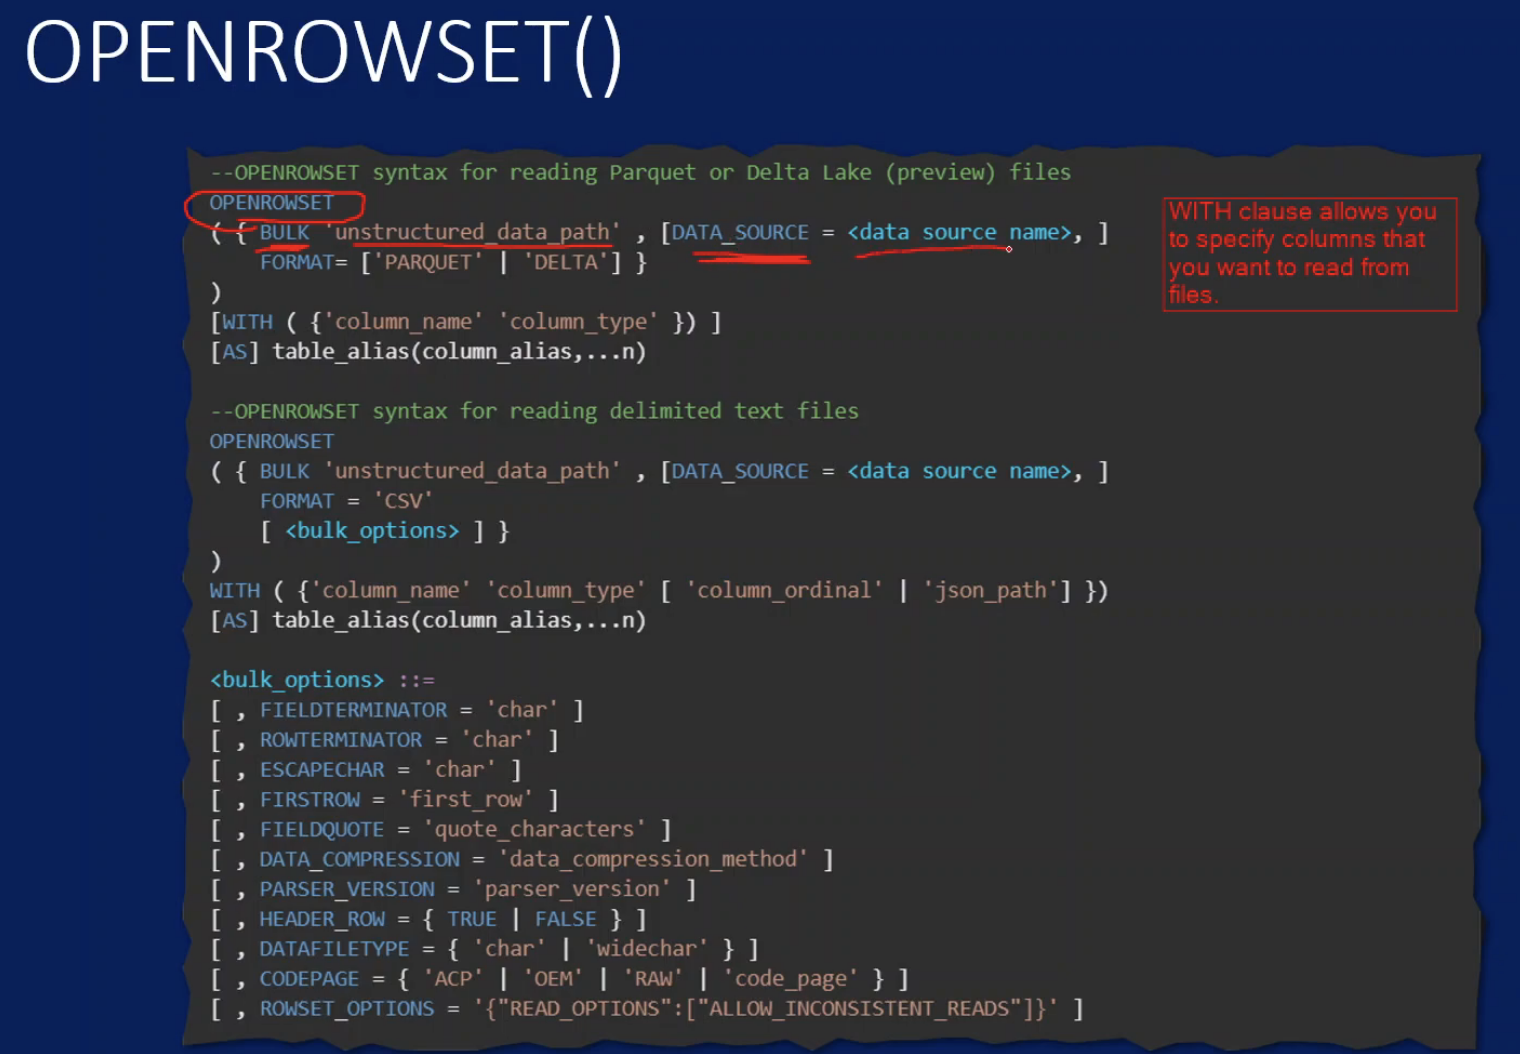 OPENROWSET()
--OPENROWSET syntax for reading Parquet or Delta Lake (preview) files
OPENROWSET
( { BULK 'unstructured_data_path' , [DATA_SOURCE = <data source name>, ]
FORMAT= ['PARQUET' | 'DELTA'] }
)
[WITH ( {'column_name' 'column_type' }) ]
[AS] table_alias(column_alias,...n)
WITH clause allows you
to specify columns that
you want to read from
files.
--OPENROWSET syntax for reading delimited text files
OPENROWSET
( { BULK 'unstructured_data_path' , [DATA_SOURCE = <data source name>, ]
FORMAT = 'CSV'
[ <bulk_options> ] }
)
WITH ( {'column_name' 'column_type' [ 'column_ordinal' | 'json_path'] })
[AS] table_alias(column_alias,...n)
<bulk_options> ::=
[ , FIELDTERMINATOR = 'char' ]
[ , ROWTERMINATOR = 'char' ]
[ , ESCAPECHAR = 'char' ]
[ , FIRSTROW = 'first_row' ]
[ , FIELDQUOTE = 'quote_characters' ]
[ , DATA_COMPRESSION = 'data_compression_method' ]
[ , PARSER_VERSION = 'parser_version' ]
[ , HEADER_ROW = { TRUE | FALSE } ]
[ , DATAFILETYPE = { 'char' | 'widechar' } ]
[ , CODEPAGE = { 'ACP' | 'OEM' | 'RAW' | 'code_page' } ]
[ , ROWSET_OPTIONS = '{"READ_OPTIONS":["ALLOW_INCONSISTENT_READS"]}' ]